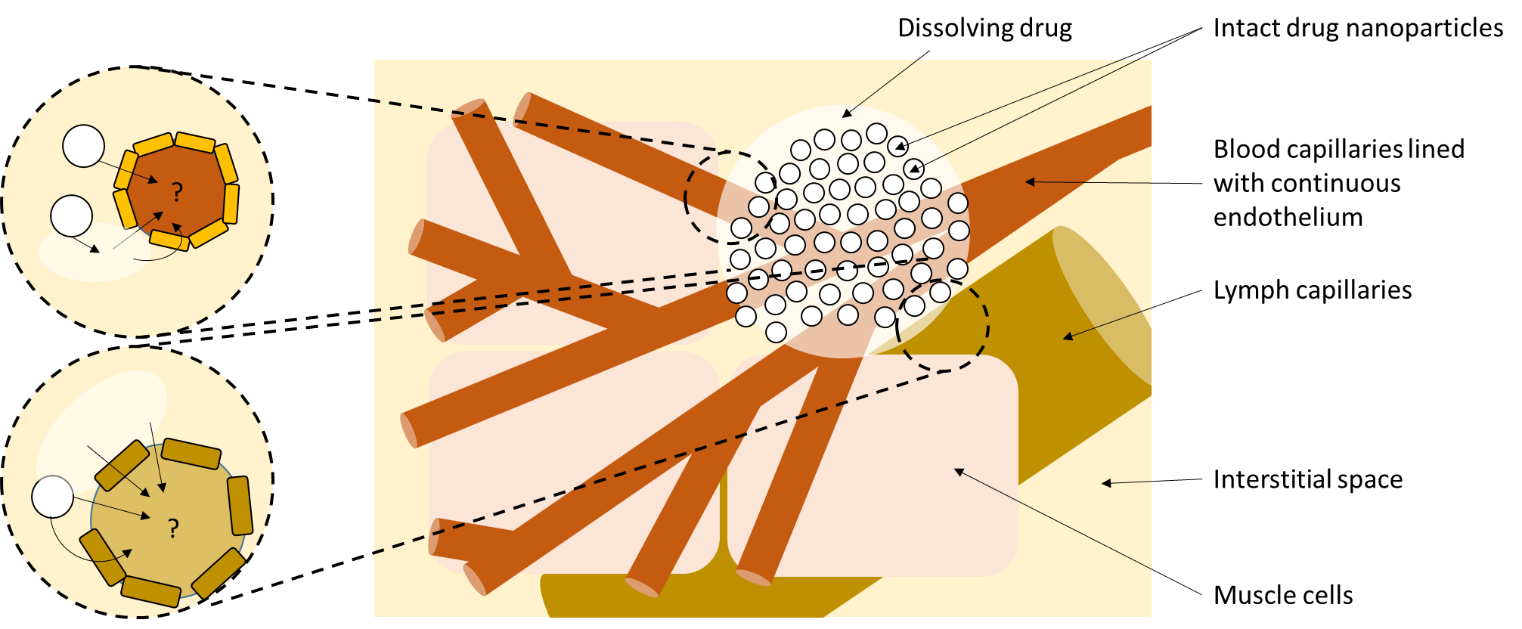 Dissolving drug
Intact drug nanoparticles
Blood capillaries lined
with continuous
endothelium
?
Lymph capillaries
Interstitial space
?
Muscle cells